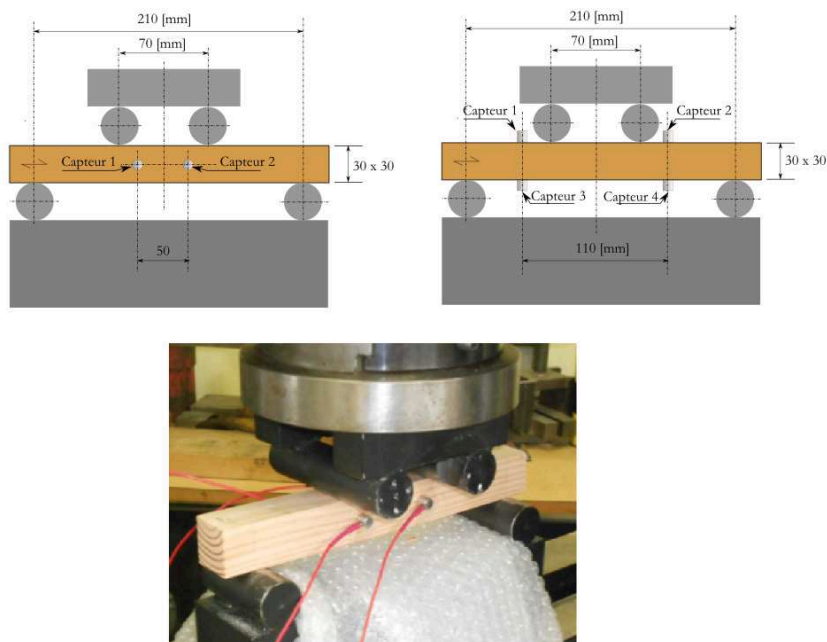 210 [mm]
70 [mm]
Capteur 1
Capteur 2
30 x 30
50
210 [mm]
70 [mm]
Capteur 1
Capteur 2
30 x 30
Capteur 3
Capteur 4
110 [mm]